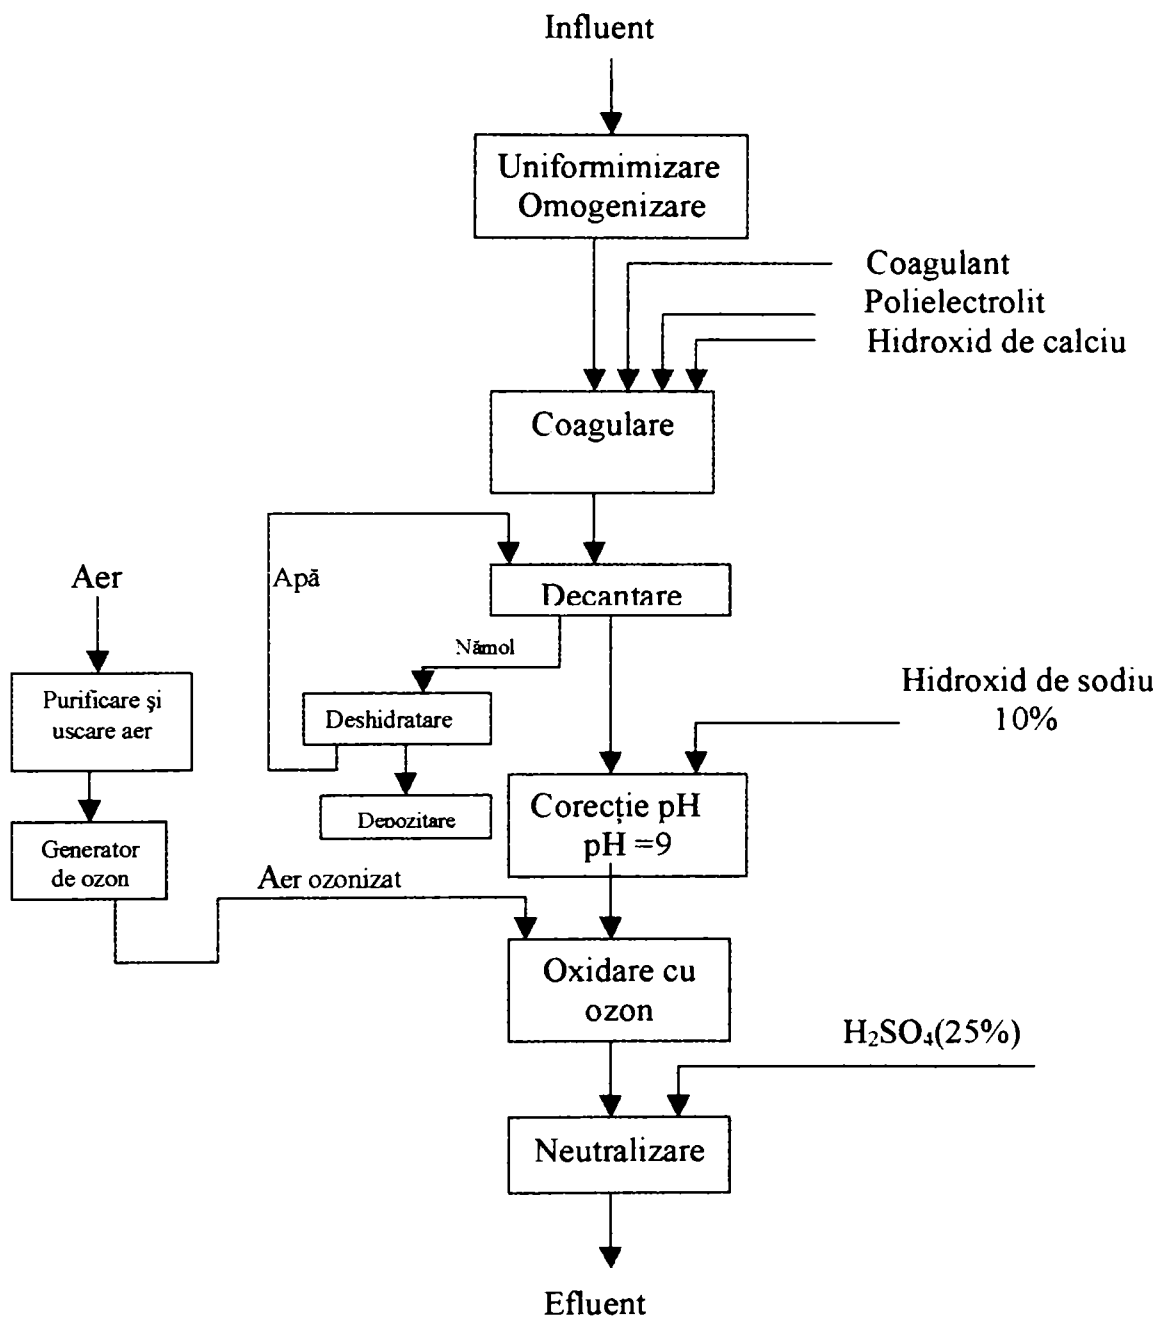 Influent
Uniformimizare
Omogenizare
Coagulant
Polielectrolit
Hidroxid de calciu
Coagulare
Apă
Aer
Decantare
Nămol
Purificare şi
uscare aer
Deshidratare
Hidroxid de sodiu
10%
Depozitare
Corecţie pH
pH =9
Generator
de ozon
Aer ozonizat
Oxidare cu
ozon
H₂SO₄(25%)
Neutralizare
Efluent